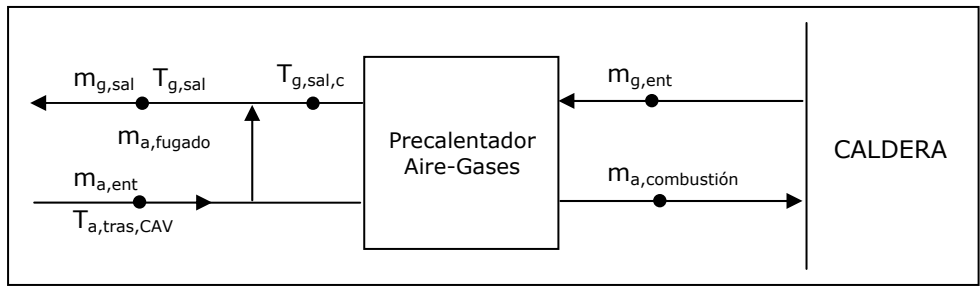 m_g,sal T_g,sal T_g,sal,c m_g,ent
m_a,fugado
Precalentador
Aire-Gases
CALDERA
m_a,ent
T_a,tras,CAV
m_a,combustión